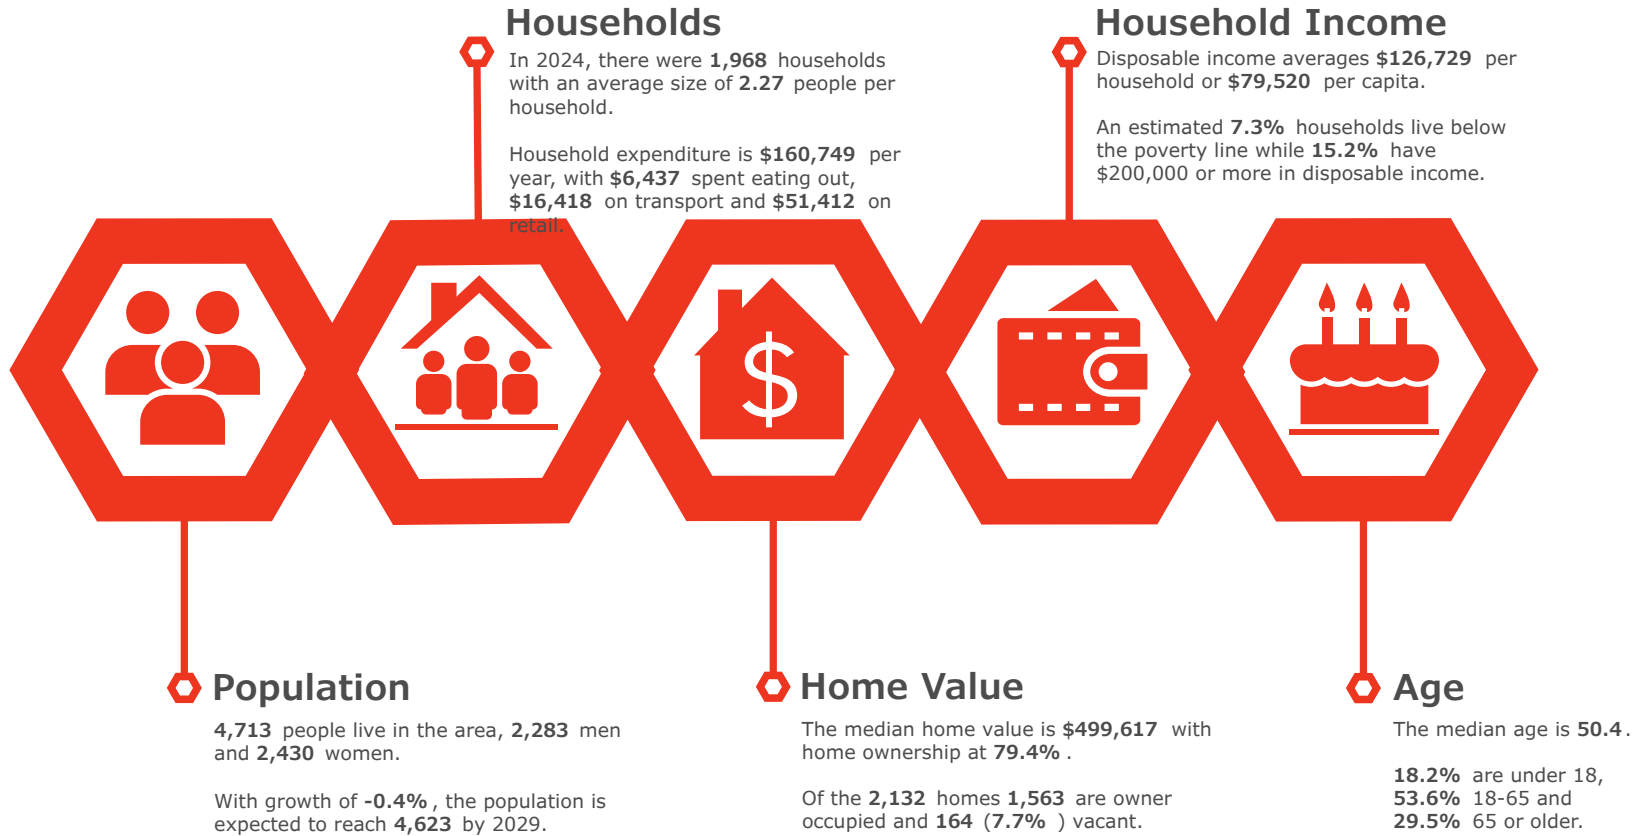 Households
In 2024, there were 1,968 households
with an average size of 2.27 people per
household.
Household expenditure is $160,749 per
year, with $6,437 spent eating out,
$16,418 on transport and $51,412 on
retail.
Household Income
Disposable income averages $126,729 per
household or $79,520 per capita.
An estimated 7.3% households live below
the poverty line while 15.2% have
$200,000 or more in disposable income.
$
Population
4,713 people live in the area, 2,283 men
and 2,430 women.
With growth of -0.4% , the population is
expected to reach 4,623 by 2029.
Home Value
The median home value is $499,617 with
home ownership at 79.4% .
Of the 2,132 homes 1,563 are owner
occupied and 164 (7.7% ) vacant.
Age
The median age is 50.4 .
18.2% are under 18,
53.6% 18-65 and
29.5% 65 or older.